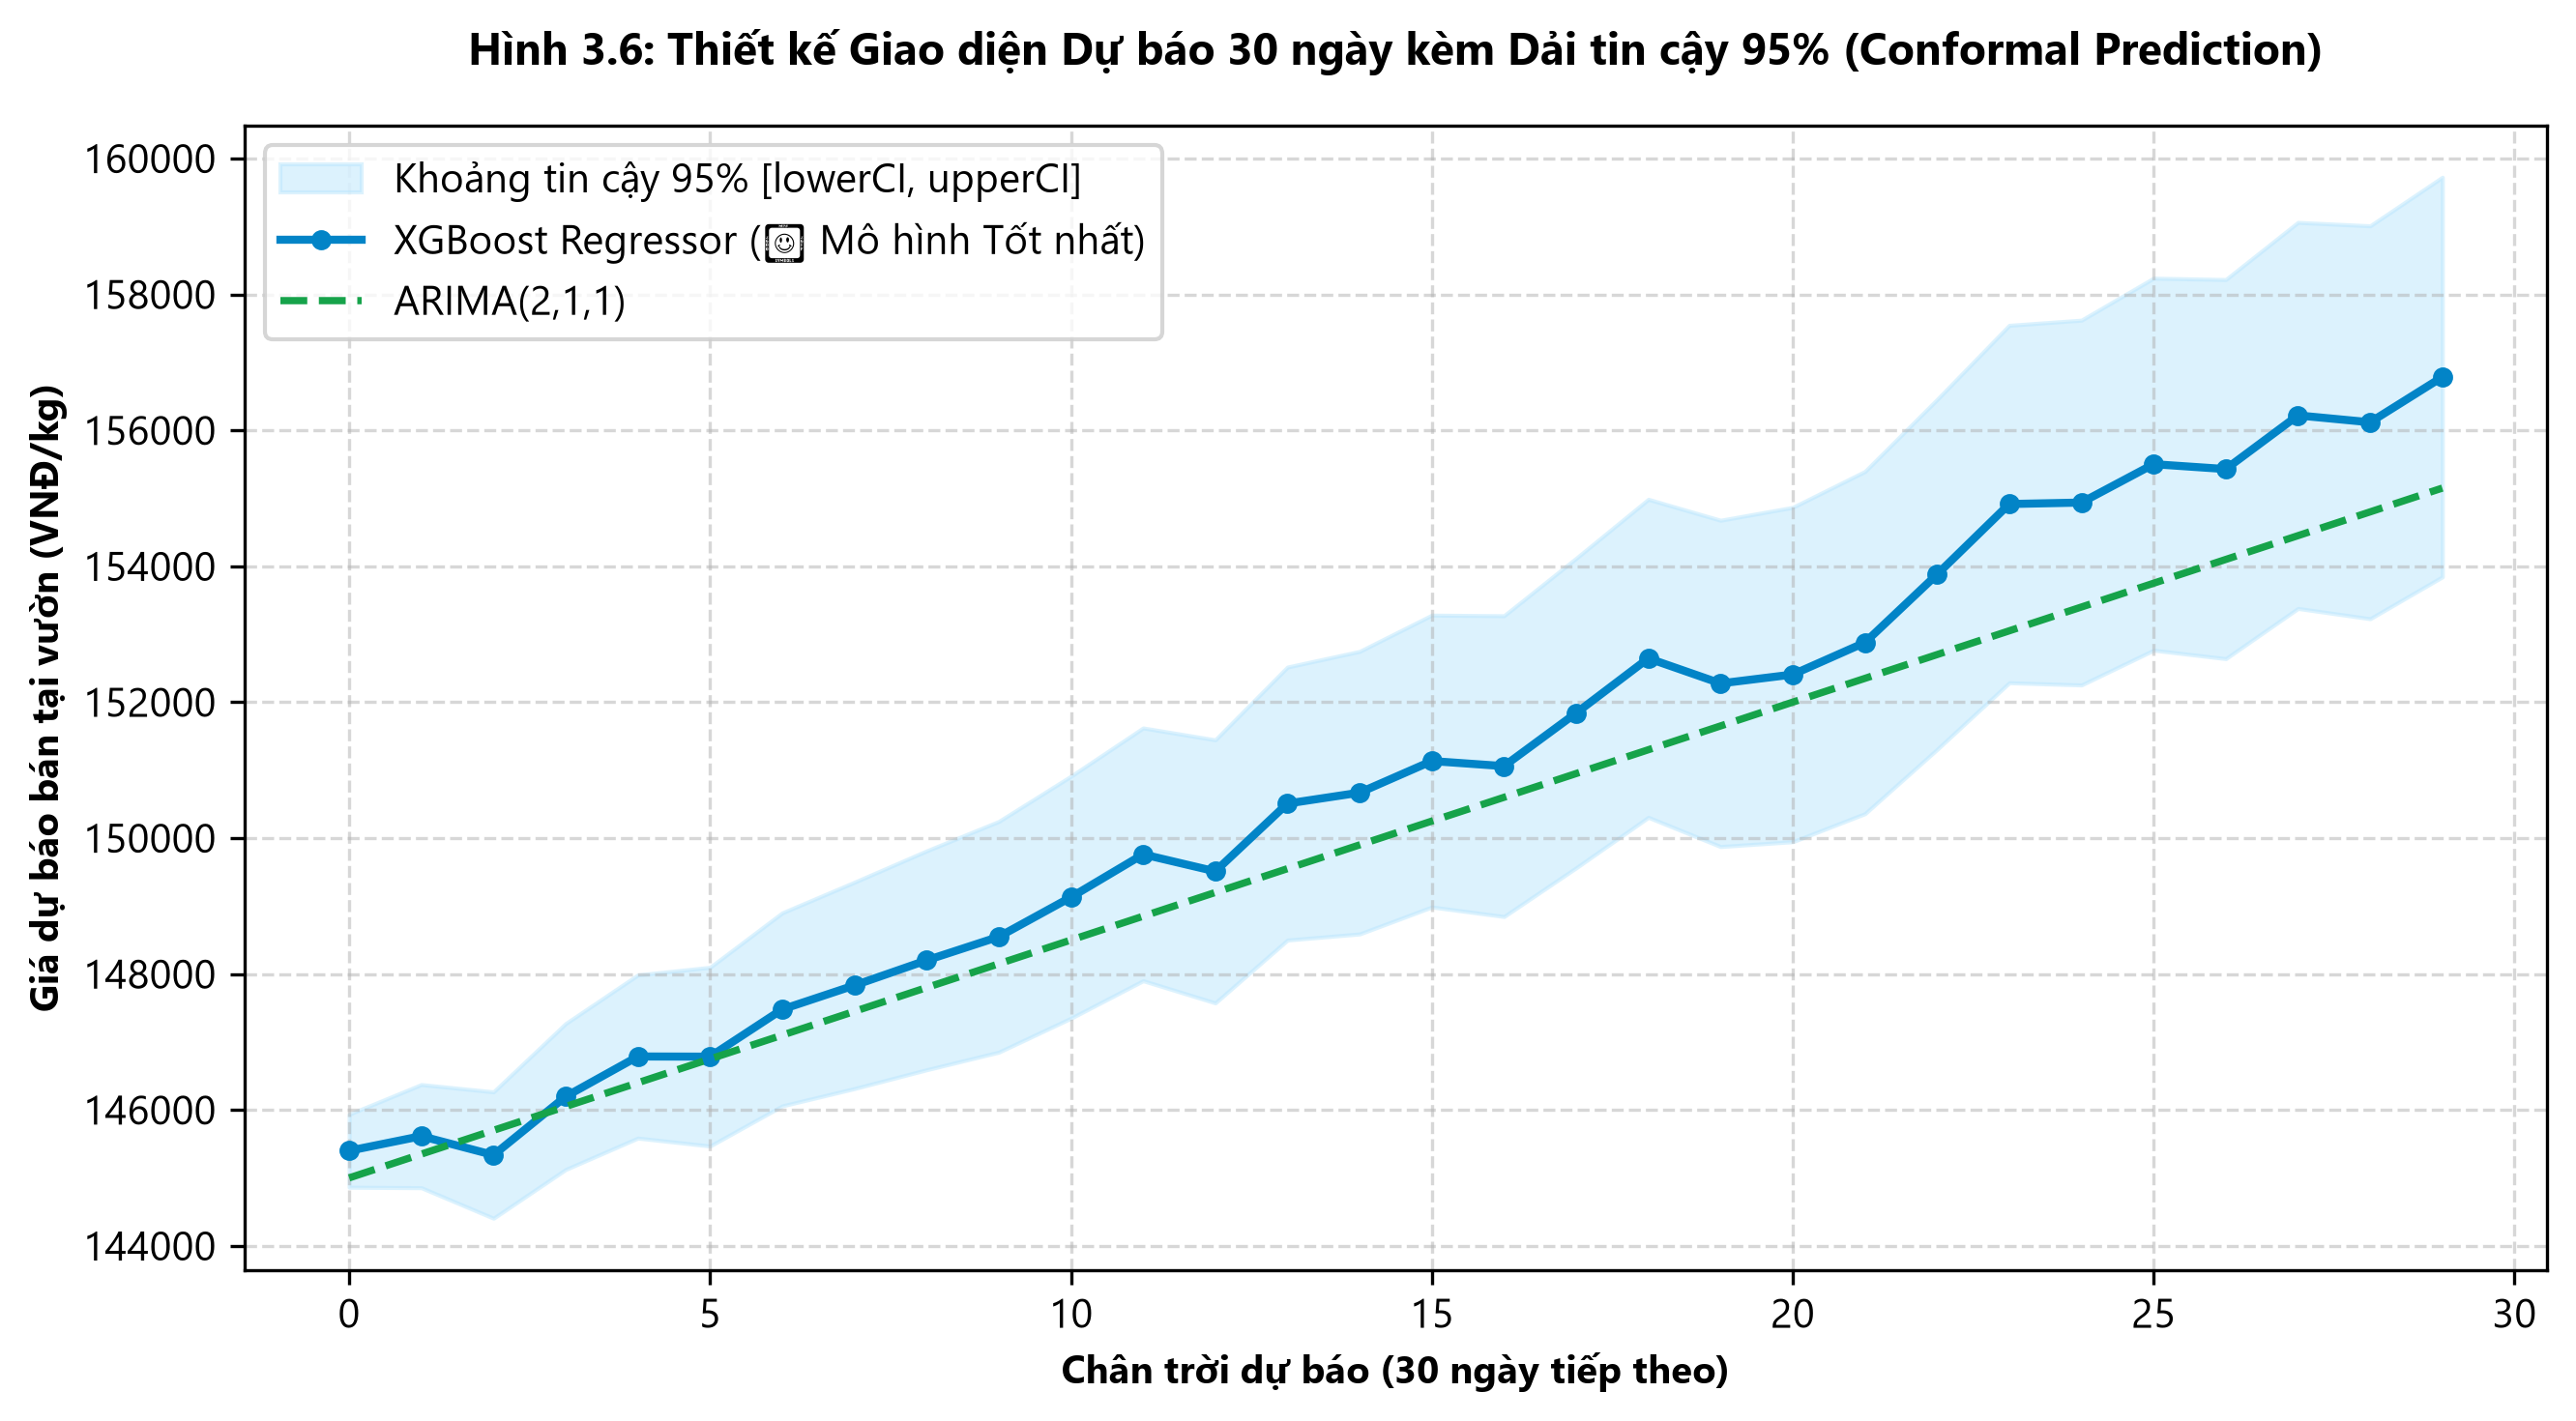 Hình 3.6: Thiết kế Giao diện Dự báo 30 ngày kèm Dải tin cậy 95% (Conformal Prediction)
Khoảng tin cậy 95% [lowerCI, upperCI]
XGBoost Regressor ( Mô hình Tốt nhất)
ARIMA(2,1,1)
Giá dự báo bán tại vườn (VNĐ/kg)
160000
158000
156000
154000
152000
150000
148000
146000
144000
0 5 10 15 20 25 30
Chân trời dự báo (30 ngày tiếp theo)